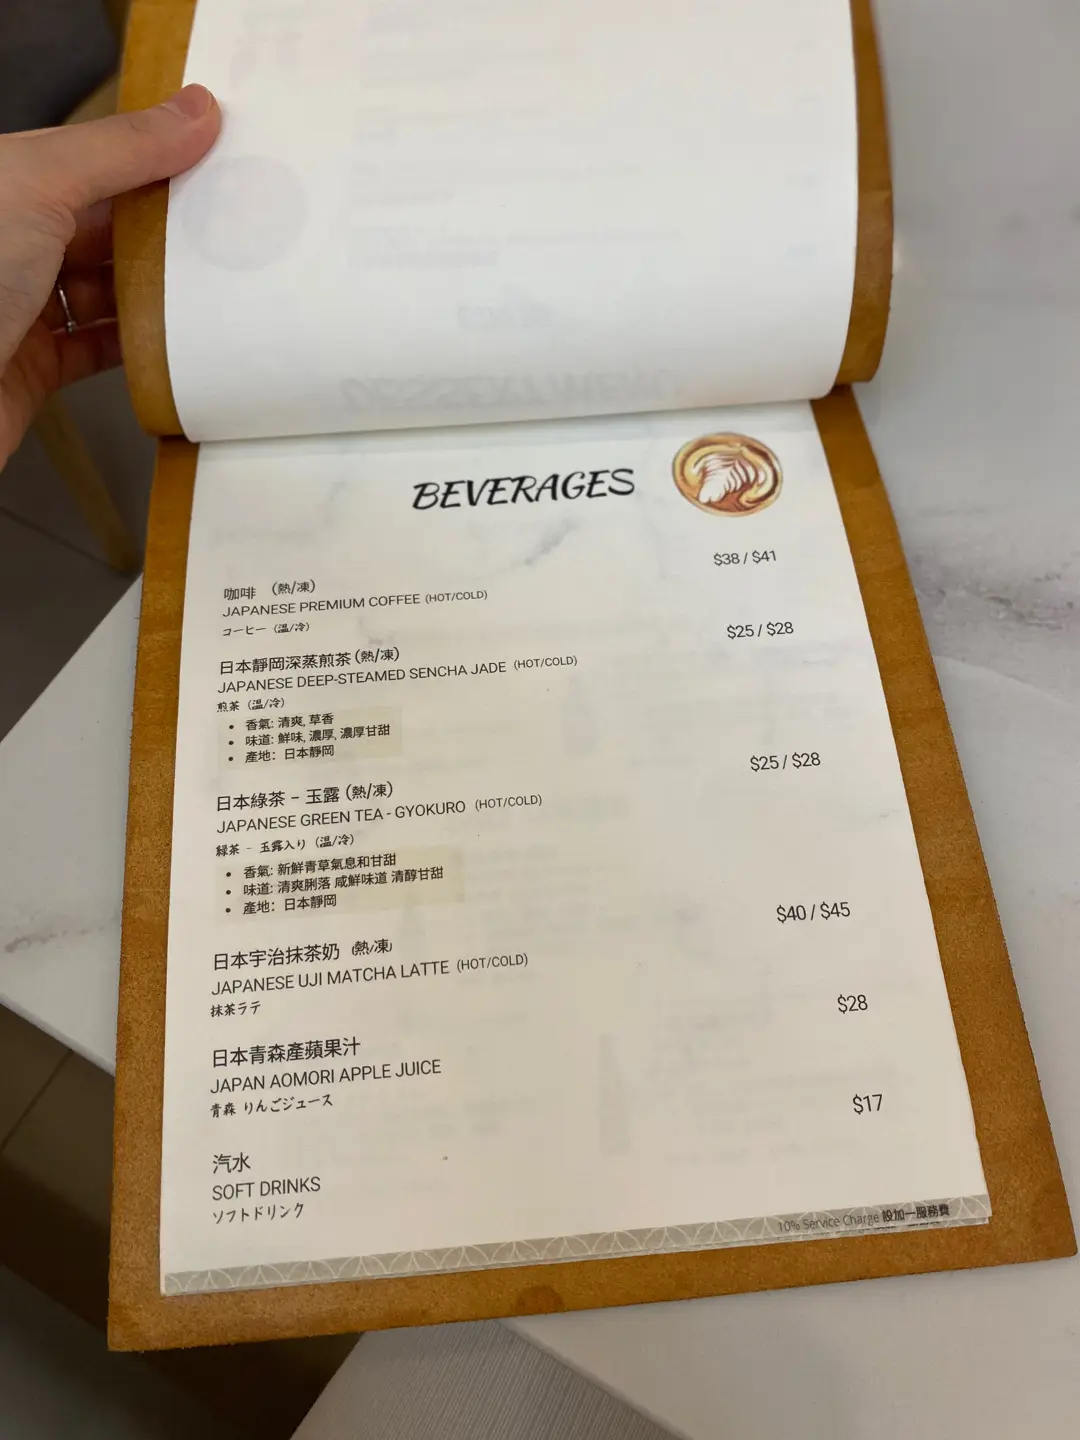 BEVERAGES
咖啡 （熱/凍） $38 / $41
JAPANESE PREMIUM COFFEE (HOT/COLD)
コーヒー（温/冷）
日本靜岡深蒸煎茶 (熱/凍) $25 / $28
JAPANESE DEEP-STEAMED SENCHA JADE (HOT/COLD)
煎茶（温/冷）
• 香氣: 清爽, 草香
• 味道: 鮮味, 濃厚, 濃厚甘甜
• 產地: 日本靜岡
日本綠茶 - 玉露 (熱/凍) $25 / $28
JAPANESE GREEN TEA - GYOKURO (HOT/COLD)
緑茶 - 玉露入り（温/冷）
• 香氣: 新鮮青草氣息和甘甜
• 味道: 清爽脷落 咸鮮味道 清醇甘甜
• 產地: 日本靜岡
日本宇治抹茶奶 (熱/凍) $40 / $45
JAPANESE UJI MATCHA LATTE (HOT/COLD)
抹茶ラテ
日本青森產蘋果汁 $28
JAPAN AOMORI APPLE JUICE
青森 りんごジュース
汽水 $17
SOFT DRINKS
ソフトドリンク
10% Service Charge 設加一服務費